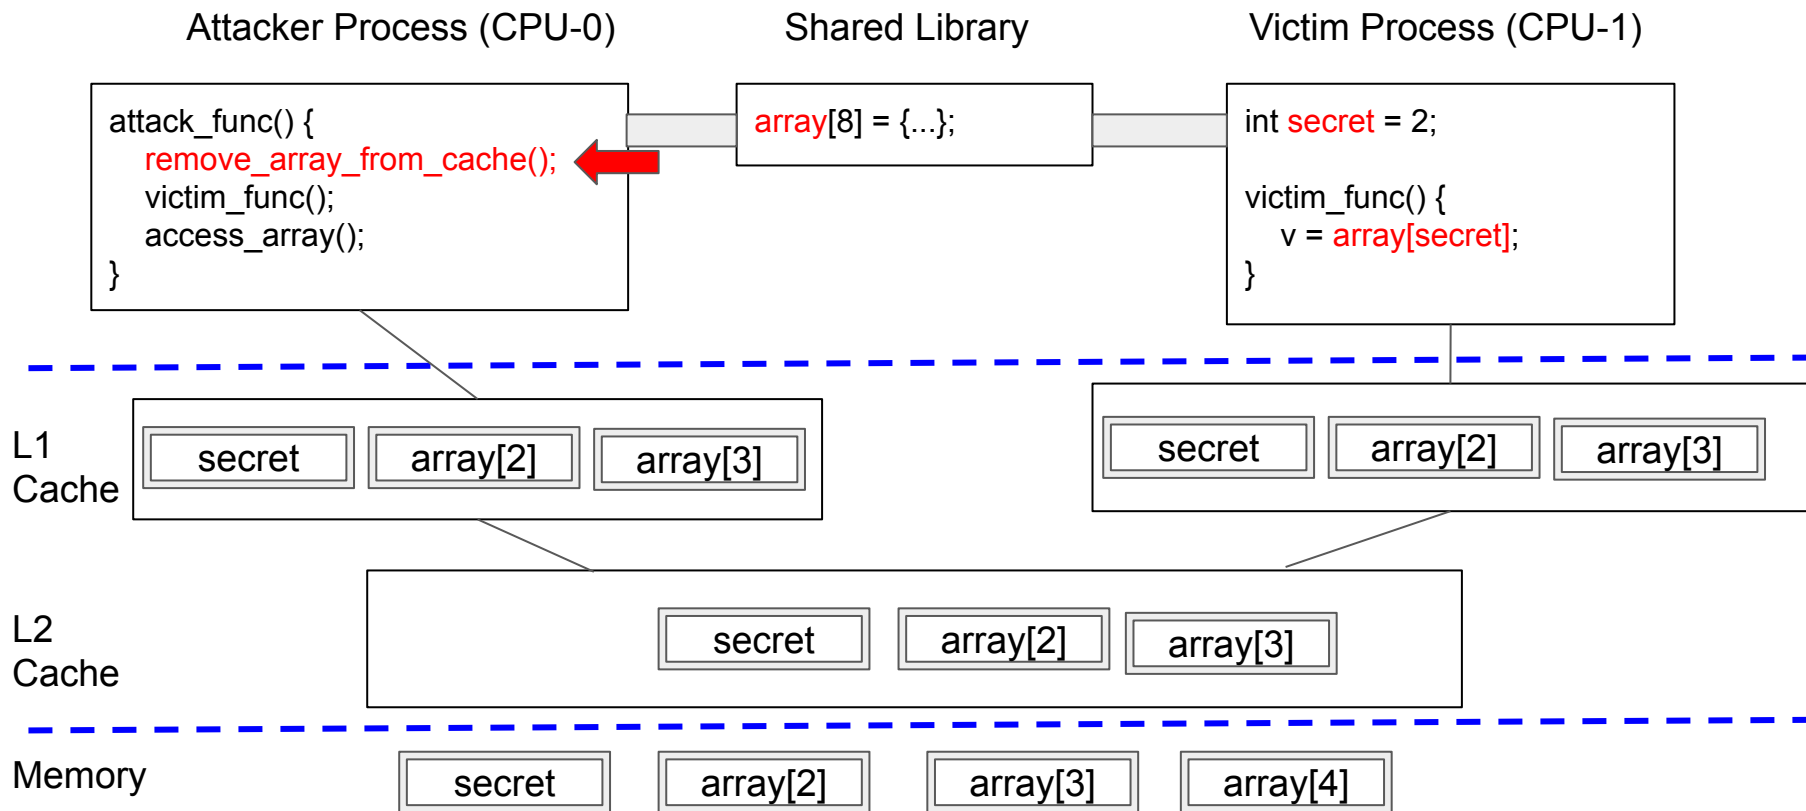 Attacker Process (CPU-0)
Shared Library
Victim Process (CPU-1)
attack_func() {
remove_array_from_cache();
victim_func();
access_array();
}
array[8] = {...};
int secret = 2;
victim_func() {
v = array[secret];
}
L1
Cache
secret
array[2]
array[3]
secret
array[2]
array[3]
L2
Cache
secret
array[2]
array[3]
Memory
secret
array[2]
array[3]
array[4]